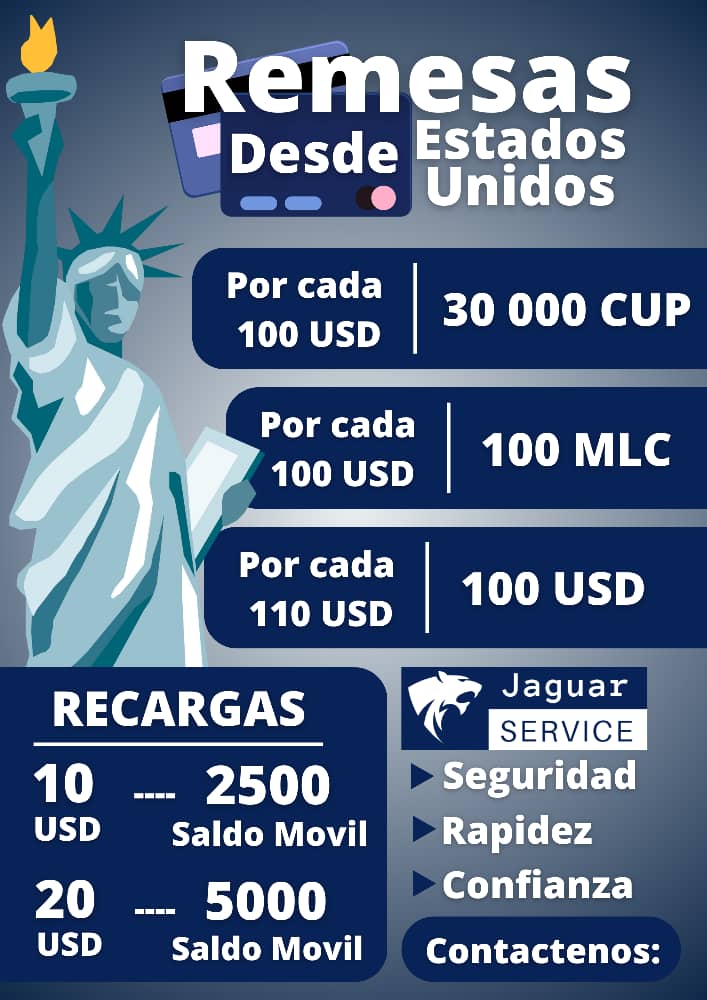 Remesas
Desde Estados
Unidos
Por cada
100 USD
30 000 CUP
Por cada
100 USD
100 MLC
Por cada
110 USD
100 USD
RECARGAS
10 ---- 2500
USD Saldo Movil
20 ---- 5000
USD Saldo Movil
Jaguar
SERVICE
Seguridad
Rapidez
Confianza
Contactenos: